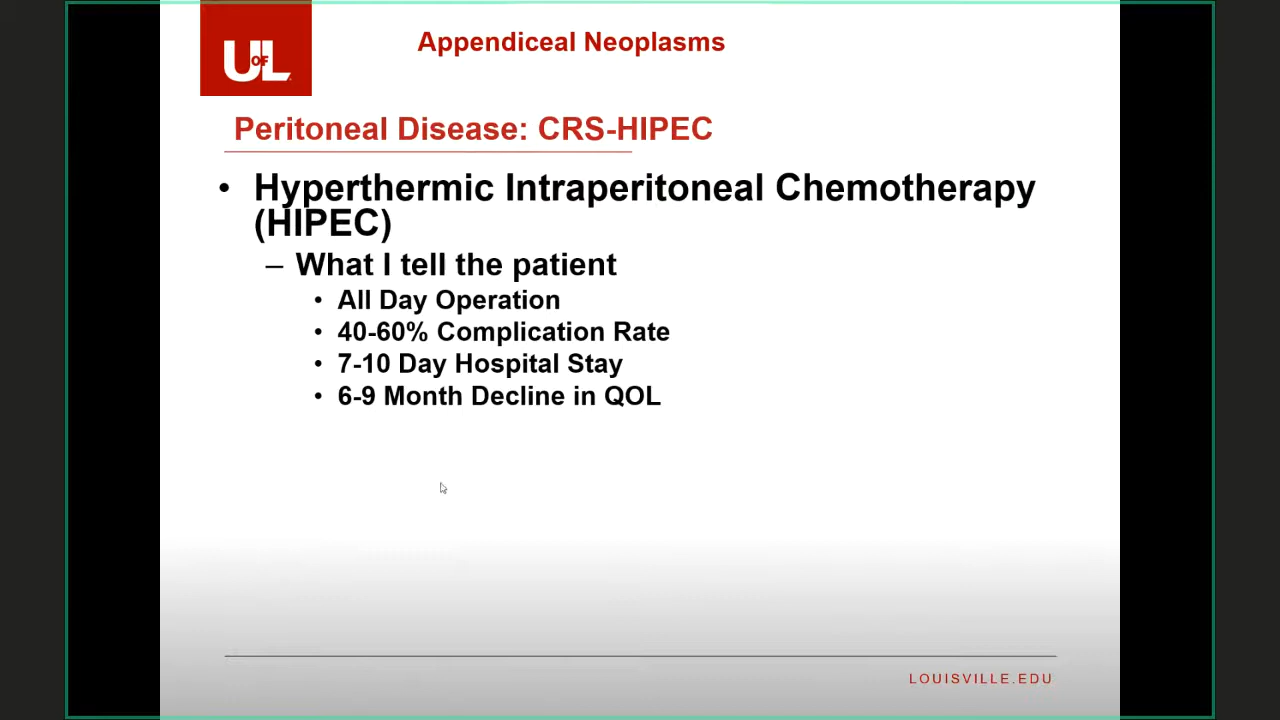 UofL
Appendiceal Neoplasms
Peritoneal Disease: CRS-HIPEC
• Hyperthermic Intraperitoneal Chemotherapy
(HIPEC)
– What I tell the patient
• All Day Operation
• 40-60% Complication Rate
• 7-10 Day Hospital Stay
• 6-9 Month Decline in QOL
LOUISVILLE.EDU